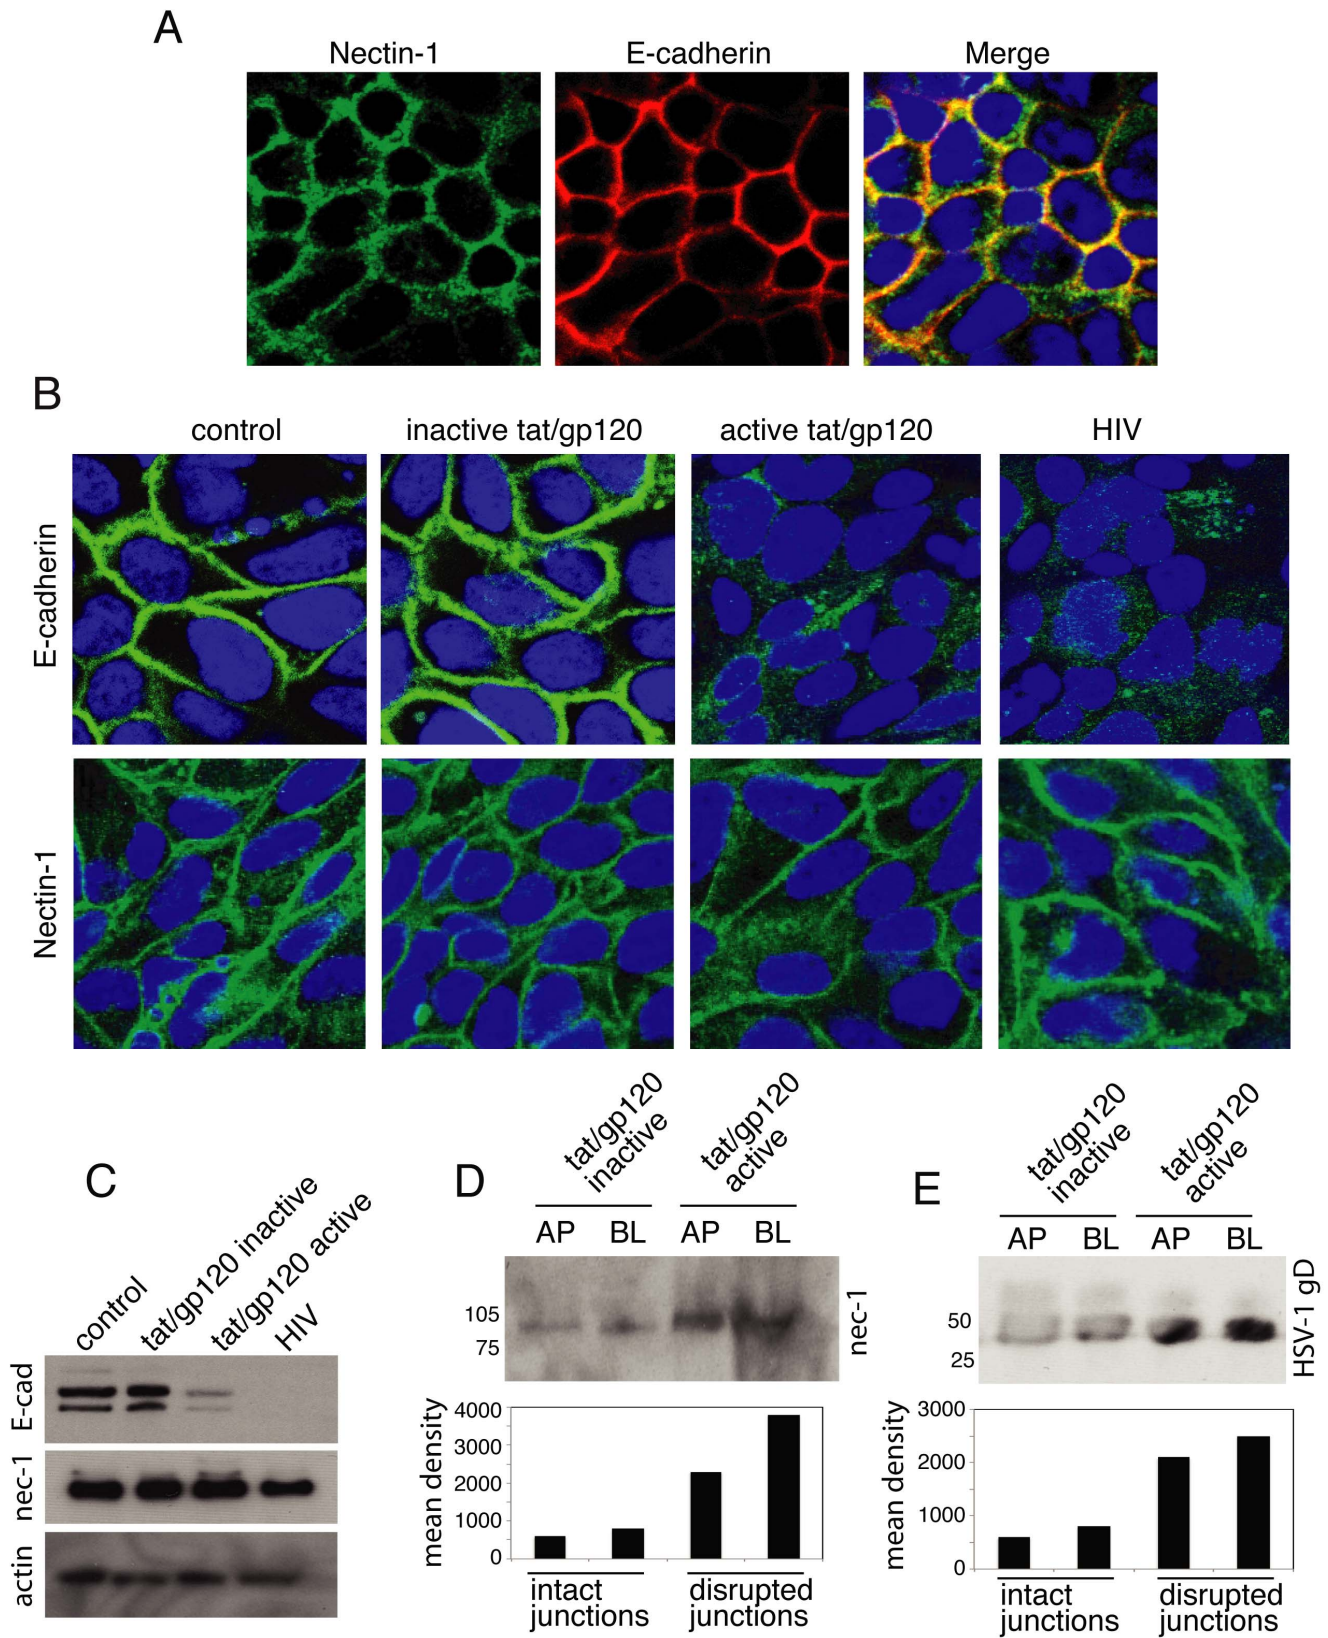 A
Nectin-1
E-cadherin
Merge
B
control
inactive tat/gp120
active tat/gp120
HIV
E-cadherin
Nectin-1
C
control
tat/gp120 inactive
tat/gp120 active
HIV
E-cad
nec-1
actin
D
tat/gp120
inactive
tat/gp120
active
AP
BL
AP
BL
105
75
nec-1
mean density
4000
3000
2000
1000
0
intact
junctions
disrupted
junctions
E
tat/gp120
inactive
tat/gp120
active
AP
BL
AP
BL
50
25
HSV-1 gD
mean density
3000
2000
1000
0
intact
junctions
disrupted
junctions